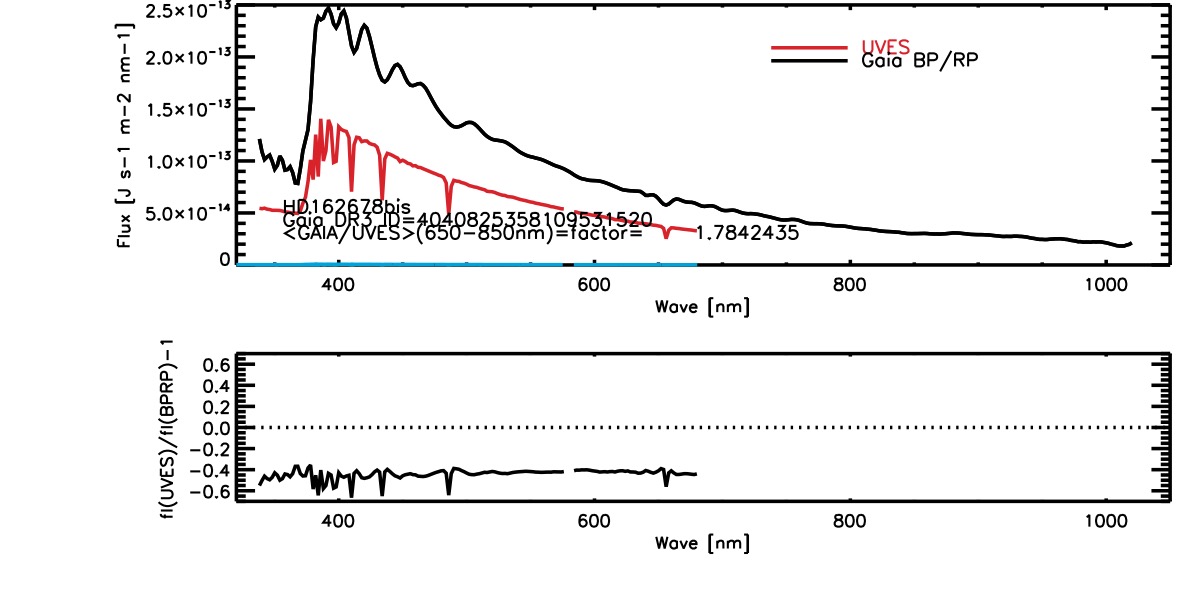 2.5×10⁻¹³
2.0×10⁻¹³
1.5×10⁻¹³
1.0×10⁻¹³
5.0×10⁻¹⁴
0
Flux [J s−1 m−2 nm−1]
UVES
Gaia BP/RP
HD162678bis
Gaia DR3 ID=4040825358109531520
<GAIA/UVES>(650−850nm)=factor= 1.7842435
400 600 800 1000
Wave [nm]
fl(UVES)/fl(BPRP)−1
0.6
0.4
0.2
0.0
−0.2
−0.4
−0.6
400 600 800 1000
Wave [nm]